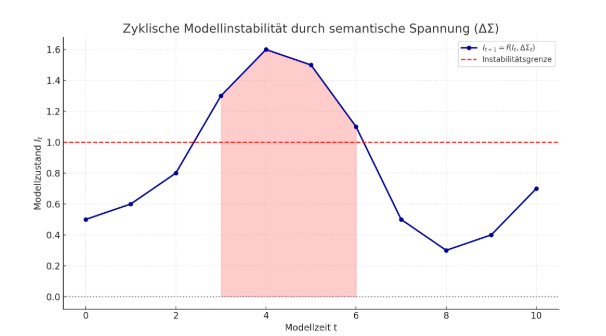 Zyklische Modellinstabilität durch semantische Spannung (ΔΣ)
I_{t+1} = f(I_t, ΔΣ_t)
Instabilitätsgrenze
Modellzustand I_t
1.6
1.4
1.2
1.0
0.8
0.6
0.4
0.2
0.0
0 2 4 6 8 10
Modellzeit t